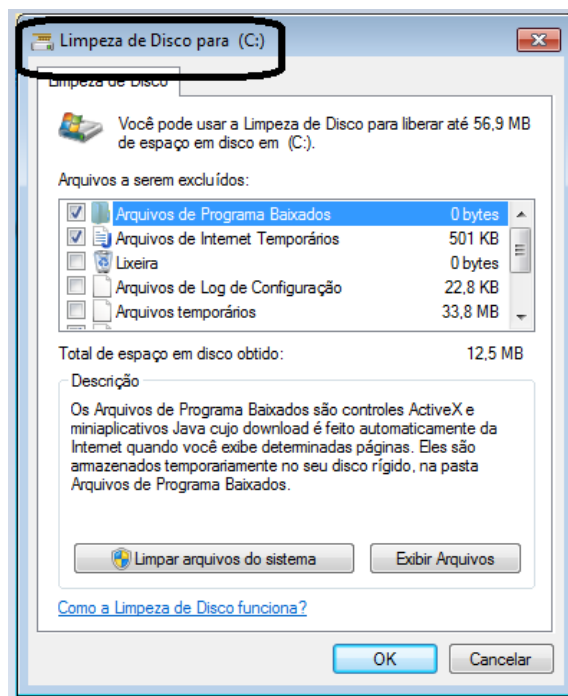 Limpeza de Disco para (C:)
Limpeza de Disco
Você pode usar a Limpeza de Disco para liberar até 56,9 MB
de espaço em disco em (C:).
Arquivos a serem excluídos:
Arquivos de Programa Baixados 0 bytes
Arquivos de Internet Temporários 501 KB
Lixeira 0 bytes
Arquivos de Log de Configuração 22,8 KB
Arquivos temporários 33,8 MB
Total de espaço em disco obtido: 12,5 MB
Descrição
Os Arquivos de Programa Baixados são controles ActiveX e
miniaplicativos Java cujo download é feito automaticamente da
Internet quando você exibe determinadas páginas. Eles são
armazenados temporariamente no seu disco rígido, na pasta
Arquivos de Programa Baixados.
Limpar arquivos do sistema Exibir Arquivos
Como a Limpeza de Disco funciona?
OK Cancelar